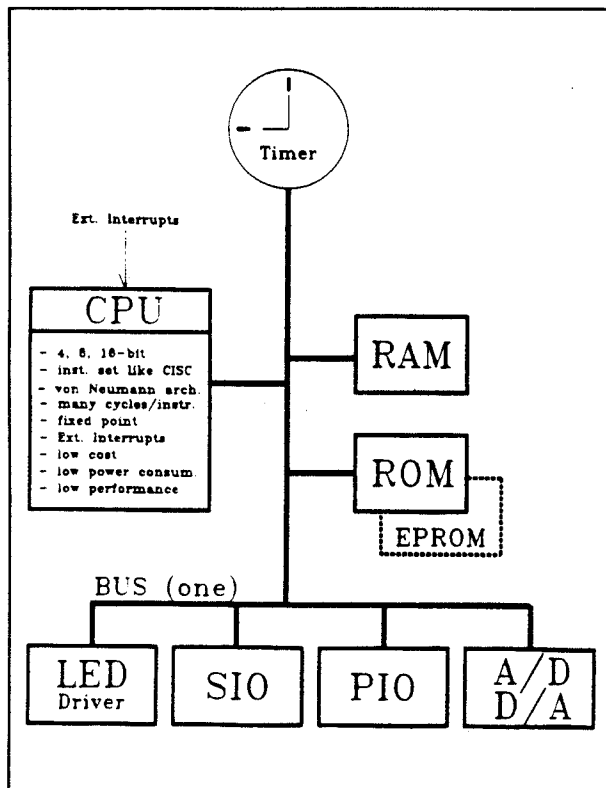 Timer
Ext. Interrupts
CPU
- 4, 8, 16-bit
- inst. set like CISC
- von Neumann arch.
- many cycles/instr.
- fixed point
- Ext. Interrupts
- low cost
- low power consum.
- low performance
RAM
ROM
EPROM
BUS (one)
LED
Driver
SIO
PIO
A/D
D/A